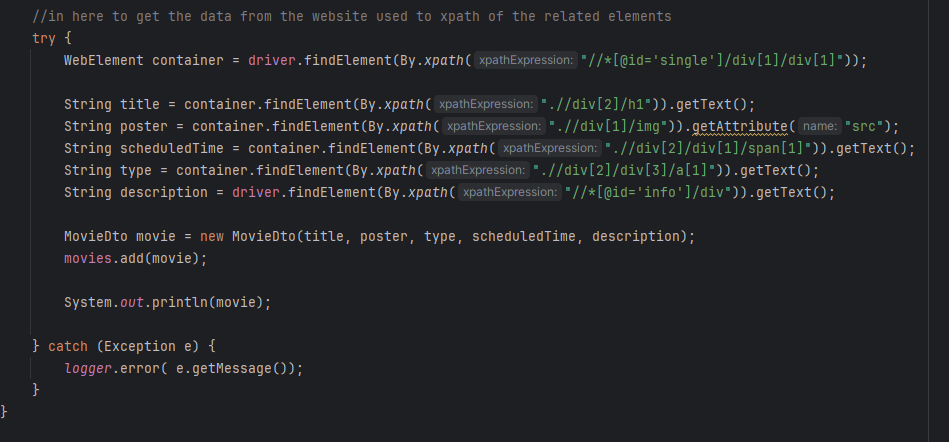 //in here to get the data from the website used to xpath of the related elements
try {
WebElement container = driver.findElement(By.xpath( xpathExpression: "//*[@id='single']/div[1]/div[1]"));
String title = container.findElement(By.xpath( xpathExpression: ".//div[2]/h1")).getText();
String poster = container.findElement(By.xpath( xpathExpression: ".//div[1]/img")).getAttribute( name: "src");
String scheduledTime = container.findElement(By.xpath( xpathExpression: ".//div[2]/div[1]/span[1]")).getText();
String type = container.findElement(By.xpath( xpathExpression: ".//div[2]/div[3]/a[1]")).getText();
String description = driver.findElement(By.xpath( xpathExpression: "//*[@id='info']/div")).getText();
MovieDto movie = new MovieDto(title, poster, type, scheduledTime, description);
movies.add(movie);
System.out.println(movie);
} catch (Exception e) {
logger.error( e.getMessage());
}
}